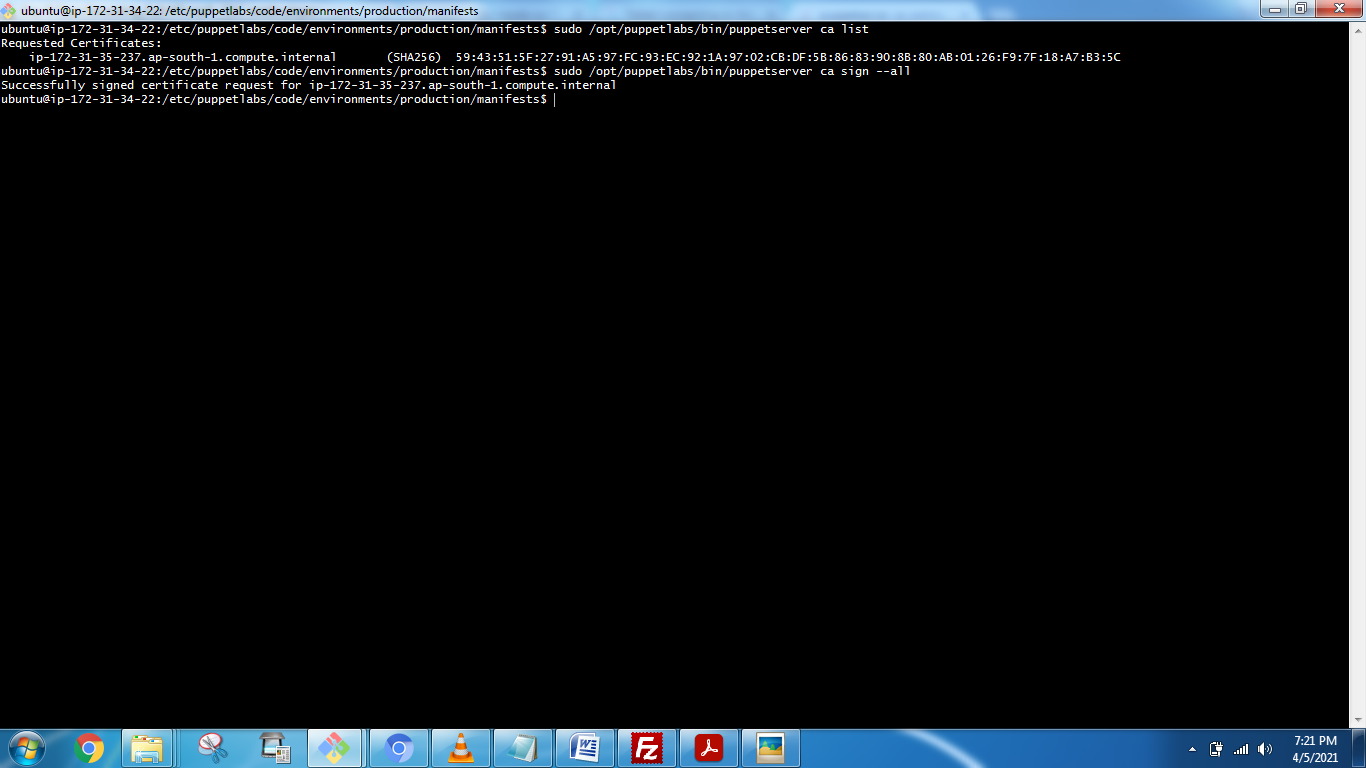 ubuntu@ip-172-31-34-22: /etc/puppetlabs/code/environments/production/manifests
ubuntu@ip-172-31-34-22:/etc/puppetlabs/code/environments/production/manifests$ sudo /opt/puppetlabs/bin/puppetserver ca list
Requested Certificates:
    ip-172-31-35-237.ap-south-1.compute.internal       (SHA256)  59:43:51:5F:27:91:A5:97:FC:93:EC:92:1A:97:02:CB:DF:5B:86:83:90:8B:80:AB:01:26:F9:7F:18:A7:B3:5C
ubuntu@ip-172-31-34-22:/etc/puppetlabs/code/environments/production/manifests$ sudo /opt/puppetlabs/bin/puppetserver ca sign --all
Successfully signed certificate request for ip-172-31-35-237.ap-south-1.compute.internal
ubuntu@ip-172-31-34-22:/etc/puppetlabs/code/environments/production/manifests$
7:21 PM
4/5/2021